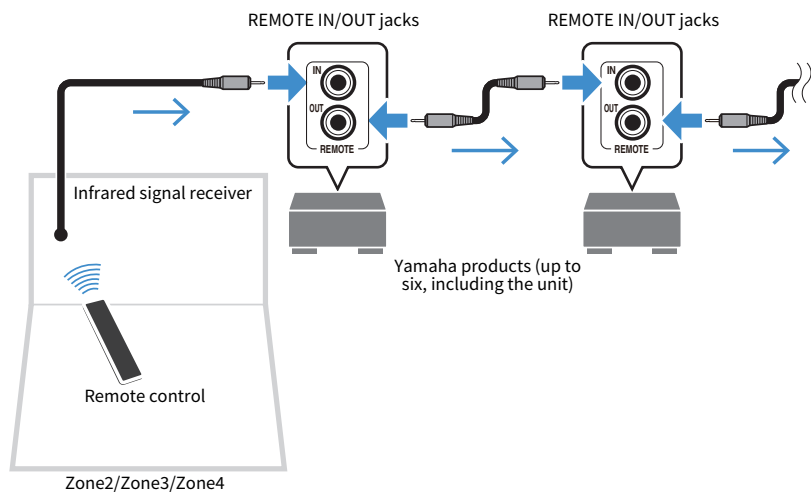 REMOTE IN/OUT jacks
REMOTE IN/OUT jacks
IN
OUT
REMOTE
IN
OUT
REMOTE
Infrared signal receiver
Yamaha products (up to
six, including the unit)
Remote control
Zone2/Zone3/Zone4